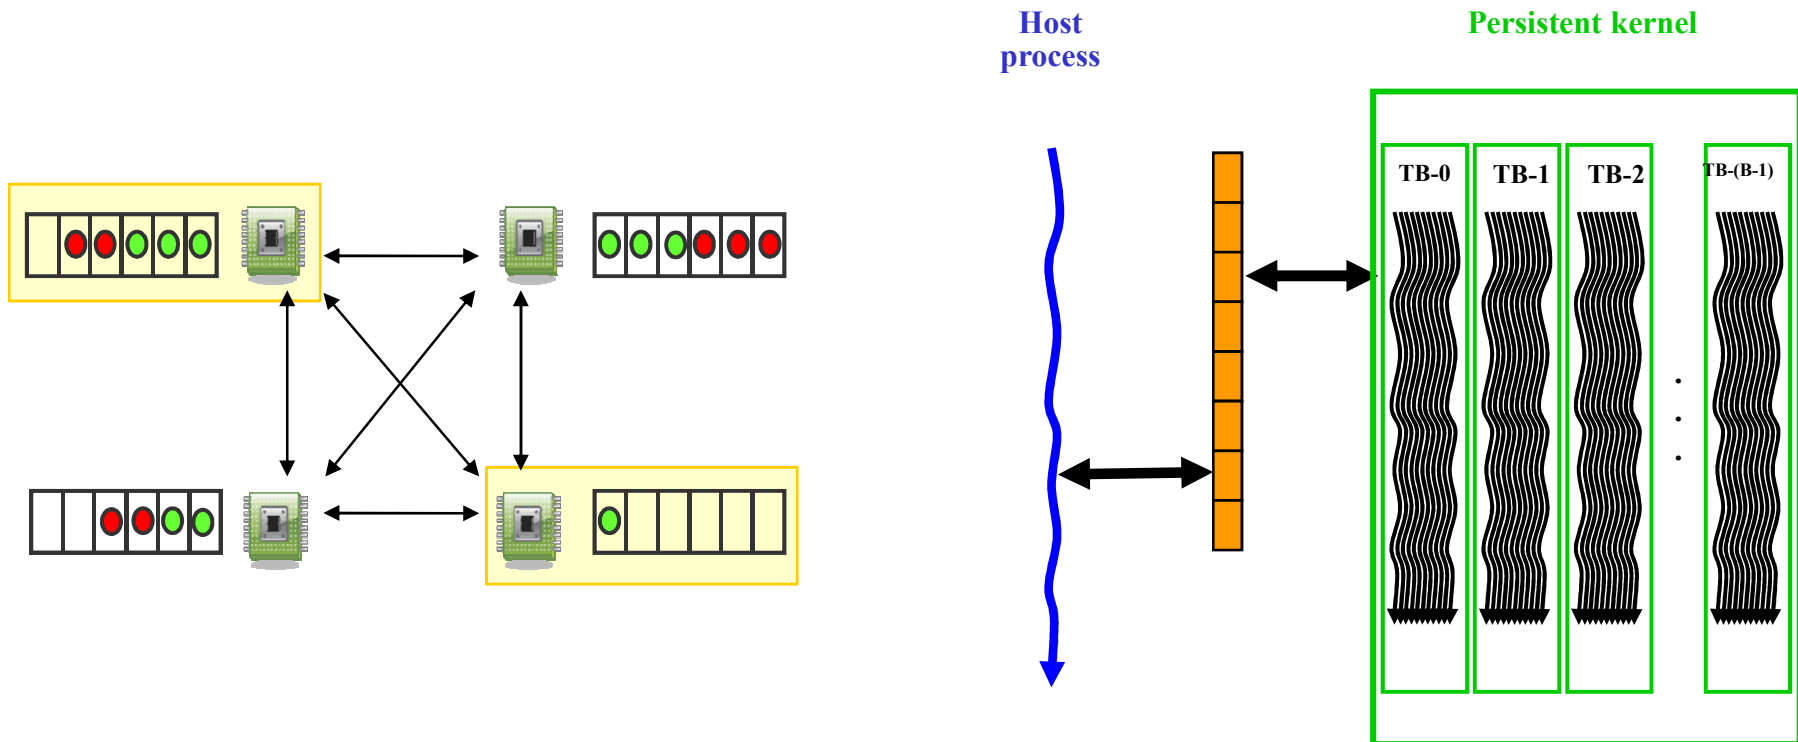 Host
process
Persistent kernel
TB-0
TB-1
TB-2
TB-(B-1)